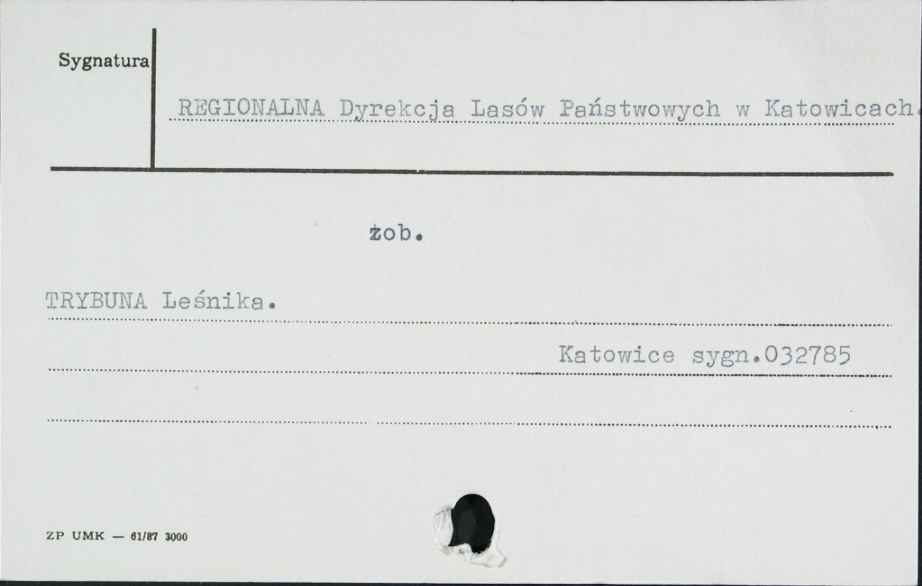 Sygnatura
REGIONALNA Dyrekcja Lasów Państwowych w Katowicach.
żob.
TRYBUNA Leśnika.
Katowice sygn.032785
ZP UMK — 61/87 3000